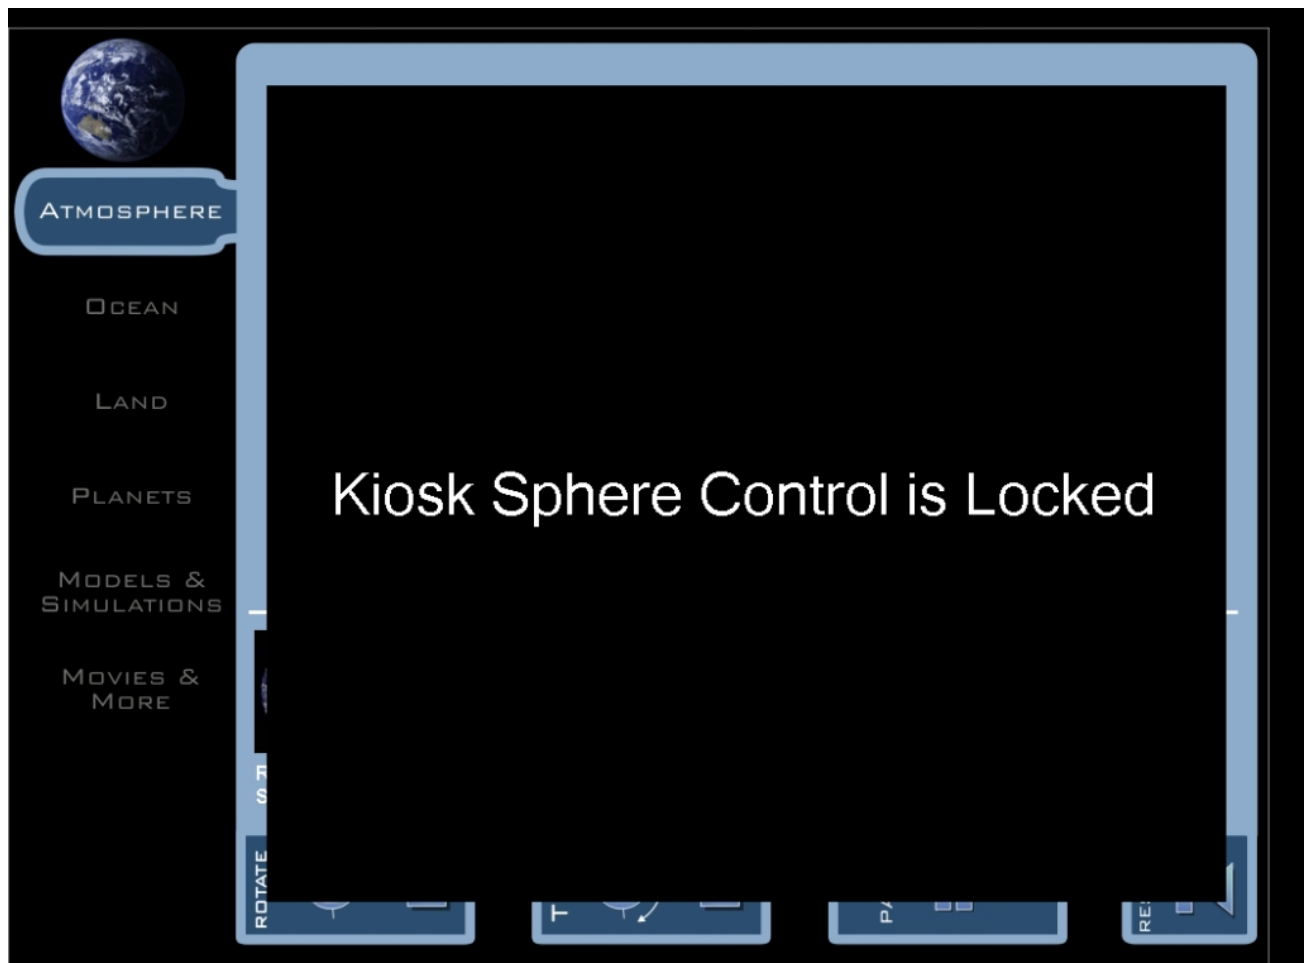 ATMOSPHERE
OCEAN
LAND
PLANETS
MODELS &
SIMULATIONS
MOVIES &
MORE
Kiosk Sphere Control is Locked
ROTATE